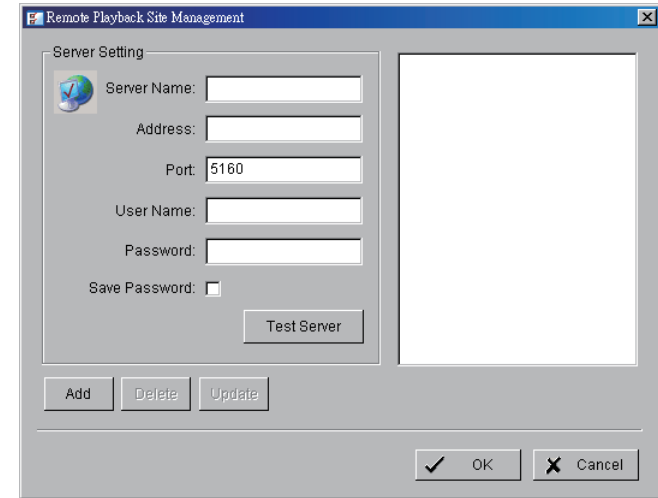 Remote Playback Site Management
Server Setting
Server Name:
Address:
Port: 5160
User Name:
Password:
Save Password:
Test Server
Add Delete Update
OK Cancel